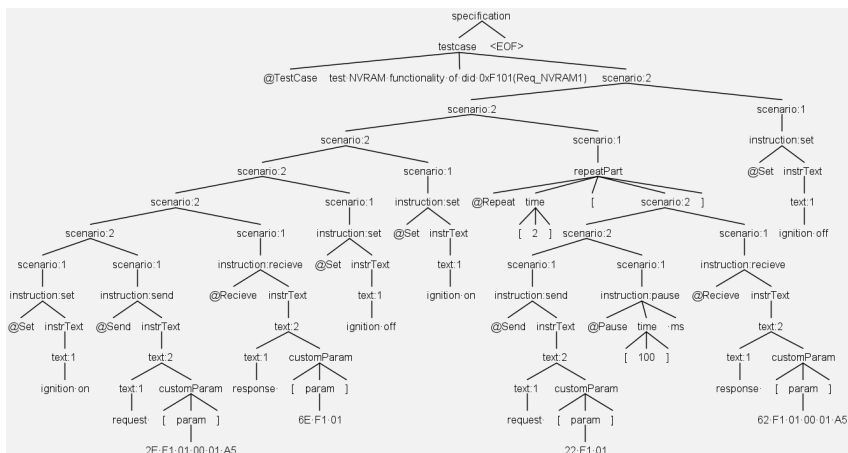 specification
testcase <EOF>
@TestCase test·NVRAM·functionality·of·did·0xF101(Req_NVRAM1) scenario:2
scenario:2 scenario:1
scenario:2 scenario:1 instruction:set
scenario:2 scenario:1 repeatPart @Set instrText
scenario:2 scenario:1 instruction:set @Repeat time [ scenario:2 ] text:1
scenario:2 scenario:1 instruction:set @Set instrText [ 2 ] scenario:2 scenario:1 ignition·off
scenario:1 scenario:1 instruction:recieve @Set instrText text:1 scenario:1 scenario:1 instruction:recieve
instruction:set instruction:send @Recieve instrText text:1 ignition·on instruction:send instruction:pause @Recieve instrText
@Set instrText @Send instrText text:2 ignition·off @Send instrText @Pause time ·ms text:2
text:1 text:2 text:1 customParam text:2 [ 100 ] text:1 customParam
ignition·on text:1 customParam response· [ param ] text:1 customParam response· [ param ]
request· [ param ] 6E·F1·01 request· [ param ] 62·F1·01·00·01·A5
2E·F1·01·00·01·A5 22·F1·01